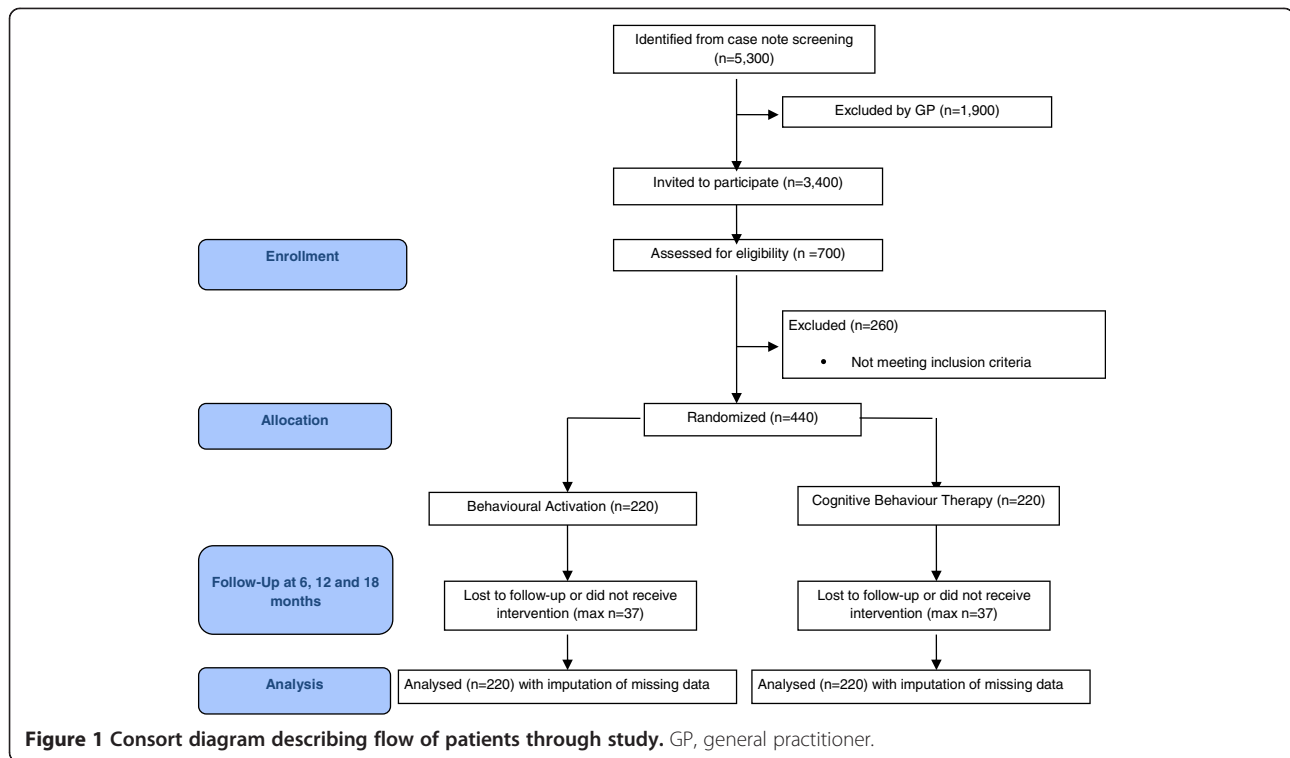 Identified from case note screening
(n=5,300)
Excluded by GP (n=1,900)
Invited to participate (n=3,400)
Enrollment
Assessed for eligibility (n =700)
Excluded (n=260)
• Not meeting inclusion criteria
Allocation
Randomized (n=440)
Behavioural Activation (n=220)
Cognitive Behaviour Therapy (n=220)
Follow-Up at 6, 12 and 18
months
Lost to follow-up or did not receive
intervention (max n=37)
Lost to follow-up or did not receive
intervention (max n=37)
Analysis
Analysed (n=220) with imputation of missing data
Analysed (n=220) with imputation of missing data
Figure 1 Consort diagram describing flow of patients through study. GP, general practitioner.